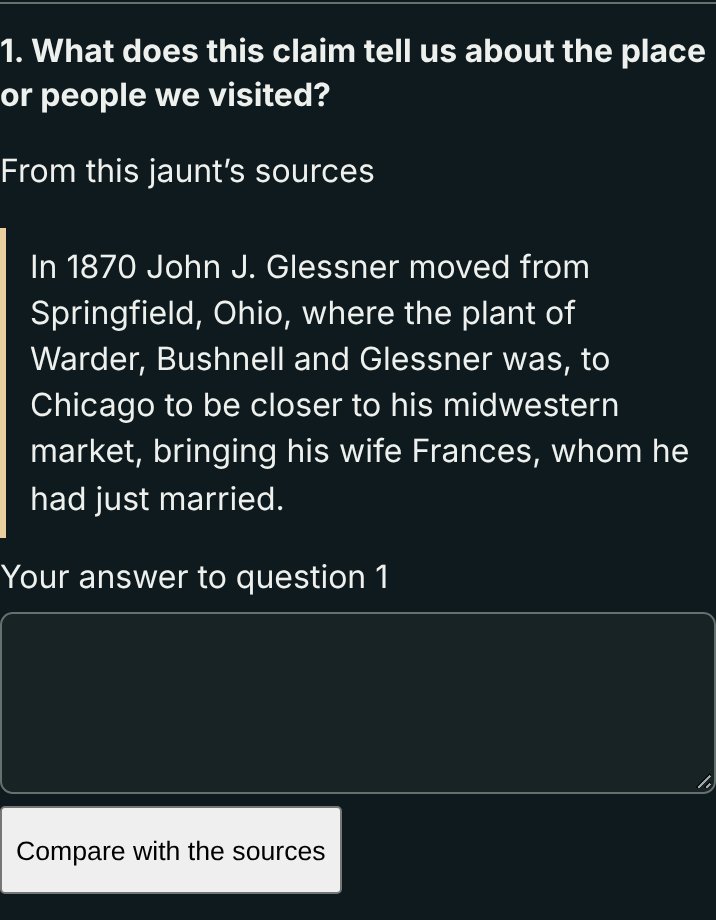 1. What does this claim tell us about the place
or people we visited?
From this jaunt’s sources
In 1870 John J. Glessner moved from
Springfield, Ohio, where the plant of
Warder, Bushnell and Glessner was, to
Chicago to be closer to his midwestern
market, bringing his wife Frances, whom he
had just married.
Your answer to question 1
Compare with the sources